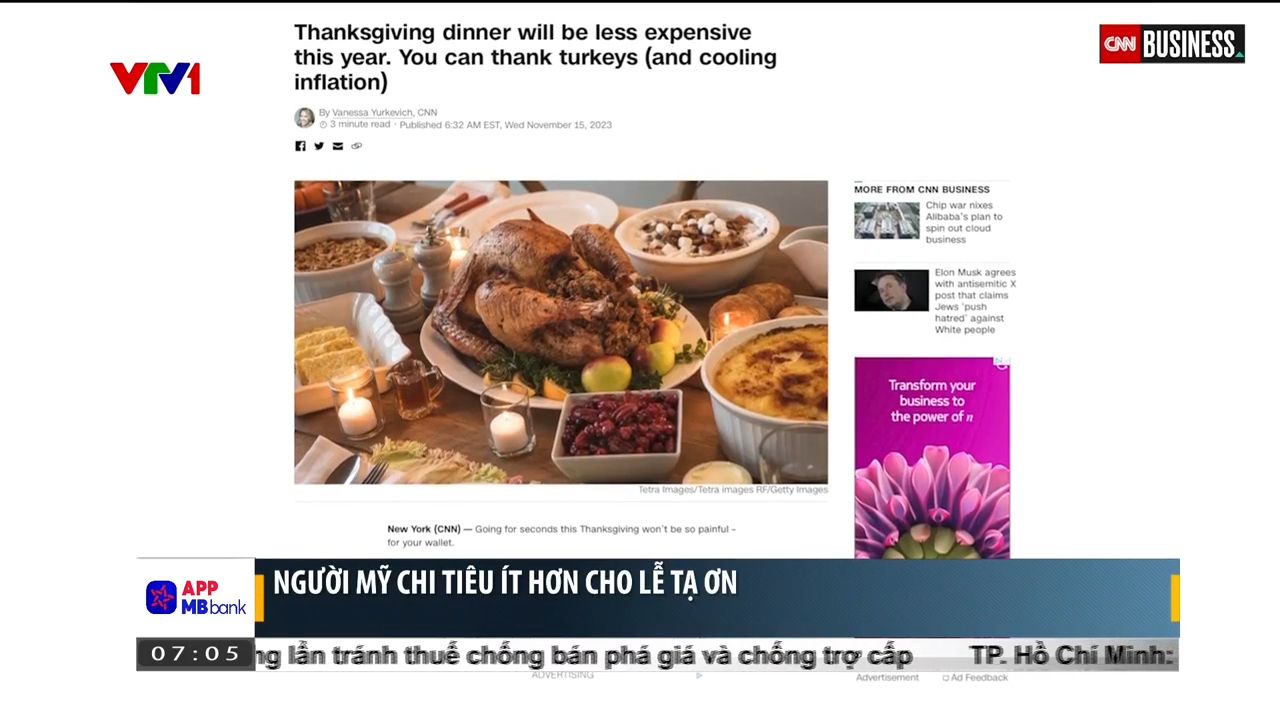 Thanksgiving dinner will be less expensive
this year. You can thank turkeys (and cooling
inflation)
VTV1
CNN BUSINESS
By Vanessa Yurkevich, CNN
3 minute read · Published 6:32 AM EST, Wed November 15, 2023
MORE FROM CNN BUSINESS
Chip war nixes
Alibaba's plan to
spin out cloud
business
Elon Musk agrees
with antisemitic X
post that claims
Jews 'push
hatred' against
White people
Transform your
business to
the power of n
Tetra Images/Tetra images RF/Getty Images
New York (CNN) — Going for seconds this Thanksgiving won't be so painful –
for your wallet.
APP
MB bank
NGƯỜI MỸ CHI TIÊU ÍT HƠN CHO LỄ TẠ ƠN
07:05
ng lần tránh thuế chống bán phá giá và chống trợ cấp TP. Hồ Chí Minh:
ADVERTISING
Advertisement
Ad Feedback